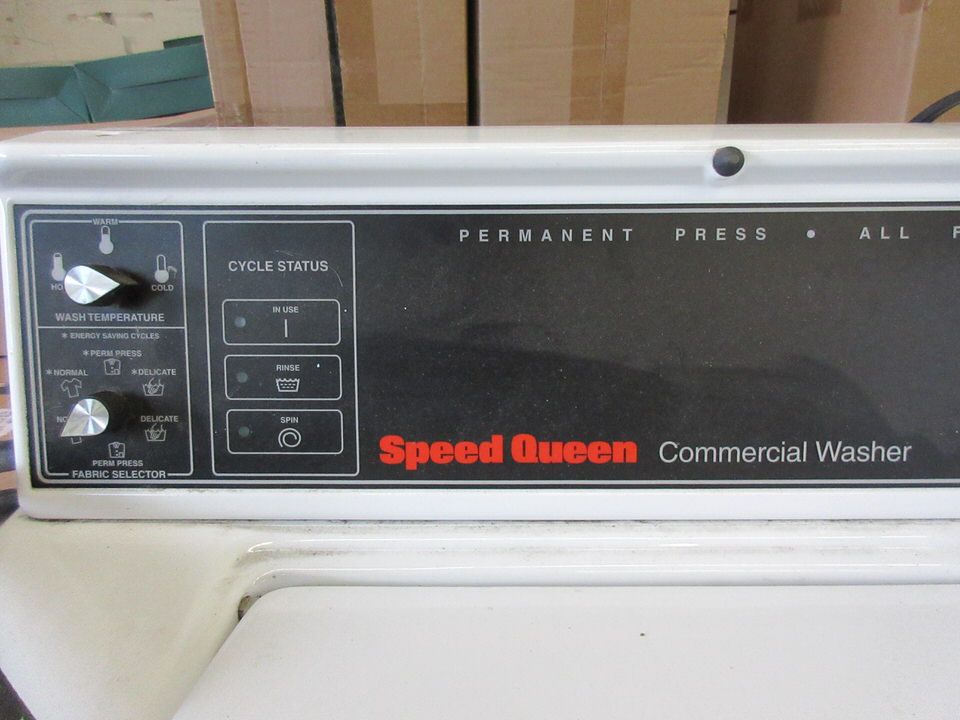 WARM
COLD
WASH TEMPERATURE
* ENERGY SAVING CYCLES
* PERM PRESS
* NORMAL
* DELICATE
DELICATE
PERM PRESS
FABRIC SELECTOR
CYCLE STATUS
IN USE
RINSE
SPIN
PERMANENT PRESS • ALL
Speed Queen Commercial Washer